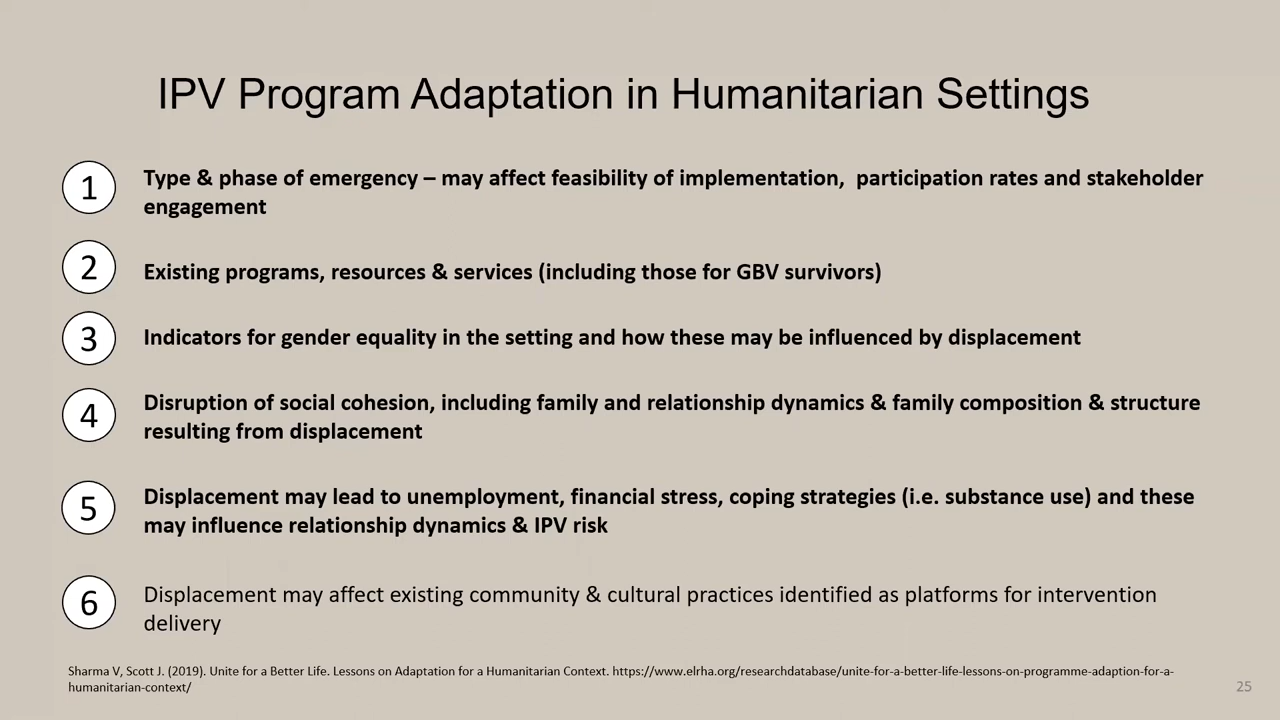 IPV Program Adaptation in Humanitarian Settings
1
Type & phase of emergency – may affect feasibility of implementation,  participation rates and stakeholder
engagement
2
Existing programs, resources & services (including those for GBV survivors)
3
Indicators for gender equality in the setting and how these may be influenced by displacement
4
Disruption of social cohesion, including family and relationship dynamics & family composition & structure
resulting from displacement
5
Displacement may lead to unemployment, financial stress, coping strategies (i.e. substance use) and these
may influence relationship dynamics & IPV risk
6
Displacement may affect existing community & cultural practices identified as platforms for intervention
delivery
Sharma V, Scott J. (2019). Unite for a Better Life. Lessons on Adaptation for a Humanitarian Context. https://www.elrha.org/researchdatabase/unite-for-a-better-life-lessons-on-programme-adaption-for-a-
humanitarian-context/
25